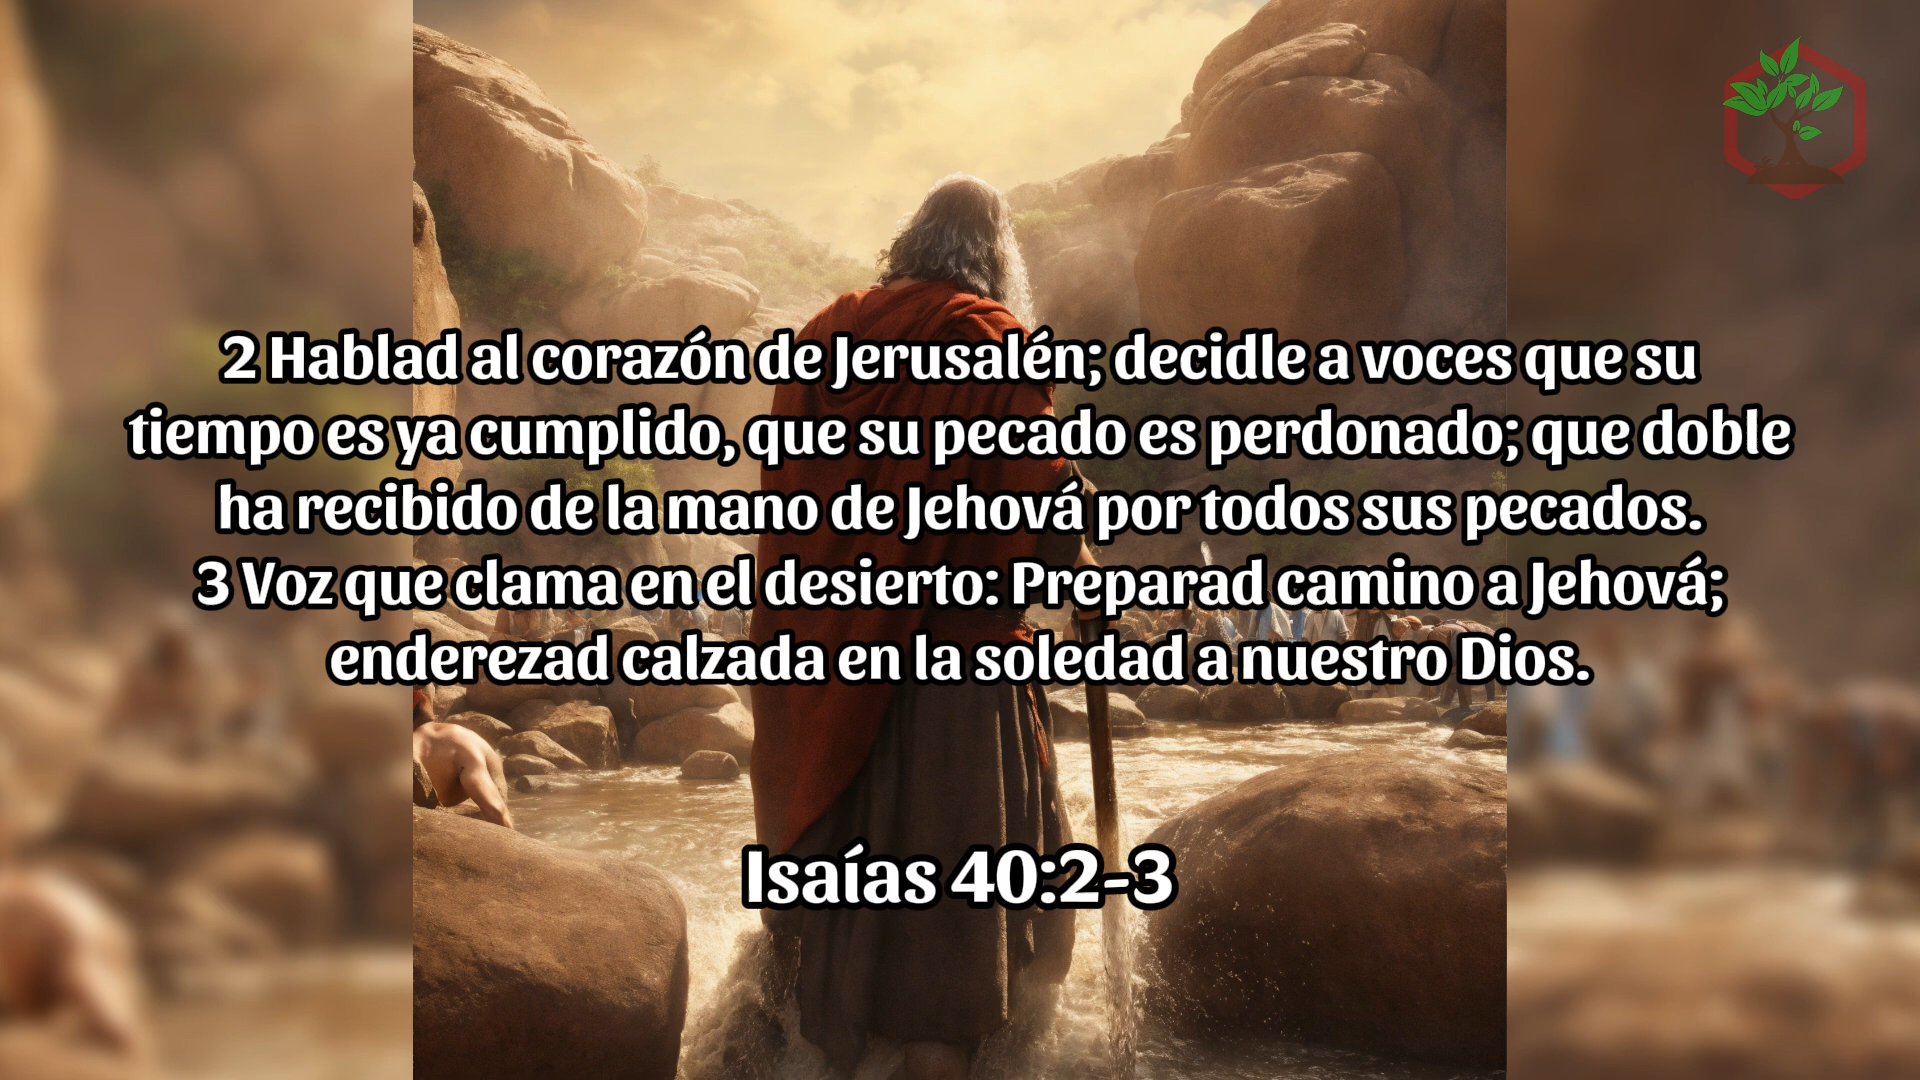 2 Hablad al corazón de Jerusalén; decidle a voces que su
tiempo es ya cumplido, que su pecado es perdonado; que doble
ha recibido de la mano de Jehová por todos sus pecados.
3 Voz que clama en el desierto: Preparad camino a Jehová;
enderezad calzada en la soledad a nuestro Dios.
Isaías 40:2-3